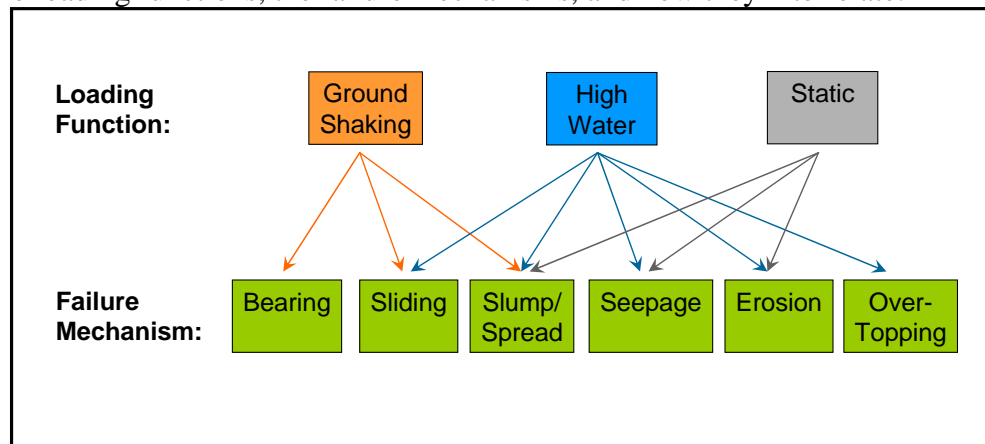 Loading
Function:
Ground
Shaking
High
Water
Static
Failure
Mechanism:
Bearing
Sliding
Slump/
Spread
Seepage
Erosion
Over-
Topping